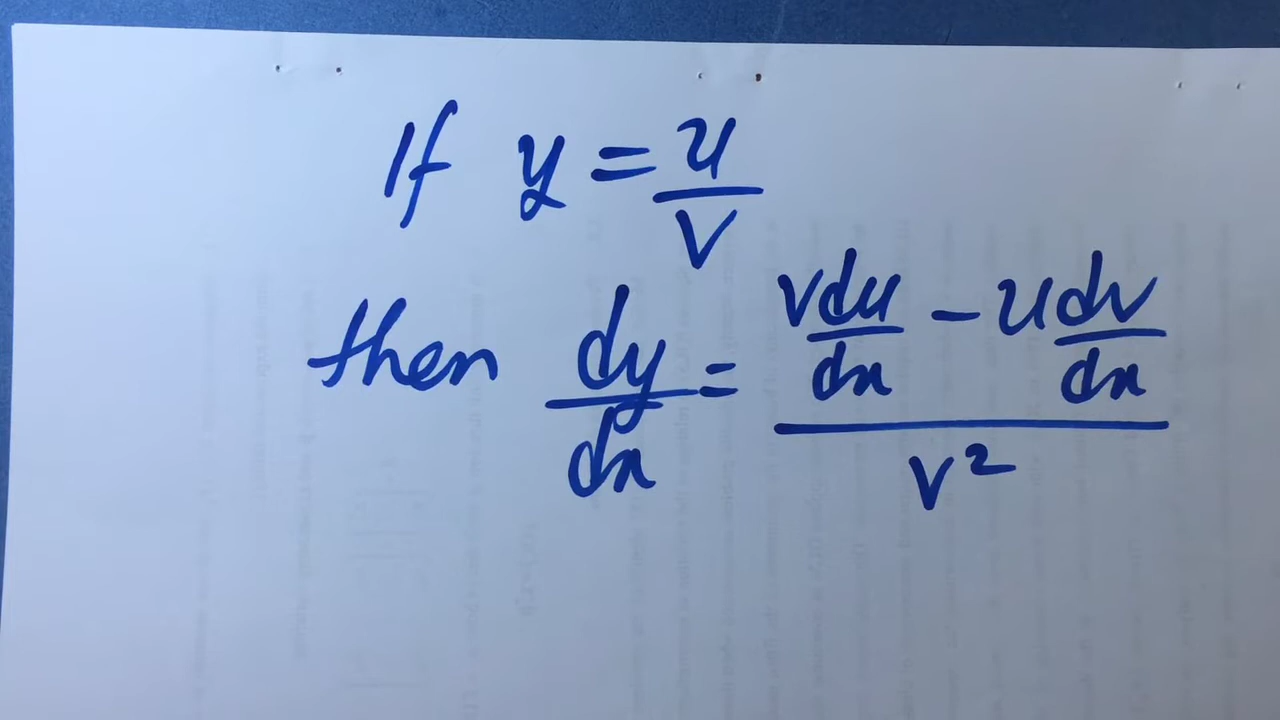 If y = u/v
then dy/dx = (v du/dx - u dv/dx)/v²